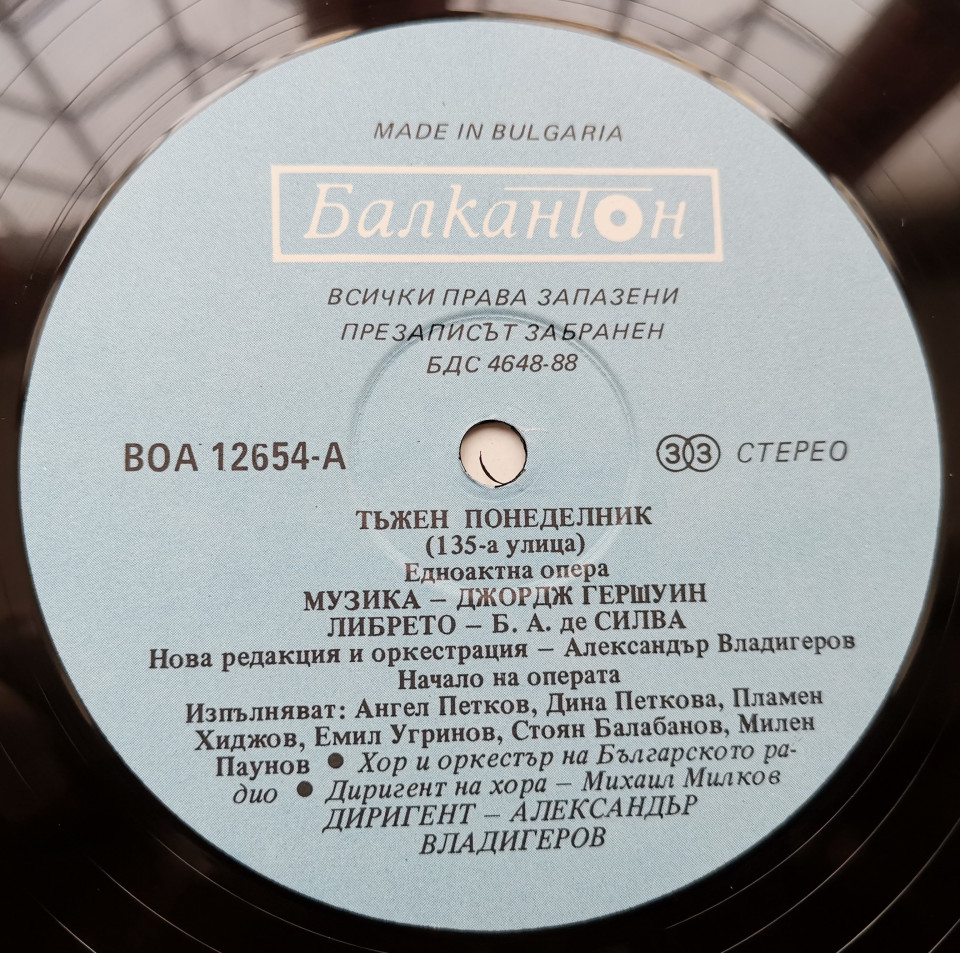 MADE IN BULGARIA
Балкантон
ВСИЧКИ ПРАВА ЗАПАЗЕНИ
ПРЕЗАПИСЪТ ЗАБРАНЕН
БДС 4648-88
ВОА 12654-А
33 СТЕРЕО
ТЪЖЕН ПОНЕДЕЛНИК
(135-а улица)
Едноактна опера
МУЗИКА – ДЖОРДЖ ГЕРШУИН
ЛИБРЕТО – Б. А. де СИЛВА
Нова редакция и оркестрация – Александър Владигеров
Начало на операта
Изпълняват: Ангел Петков, Дина Петкова, Пламен
Хиджов, Емил Угринов, Стоян Балабанов, Милен
Паунов ● Хор и оркестър на Българското ра-
дио ● Диригент на хора – Михаил Милков
ДИРИГЕНТ – АЛЕКСАНДЪР
ВЛАДИГЕРОВ